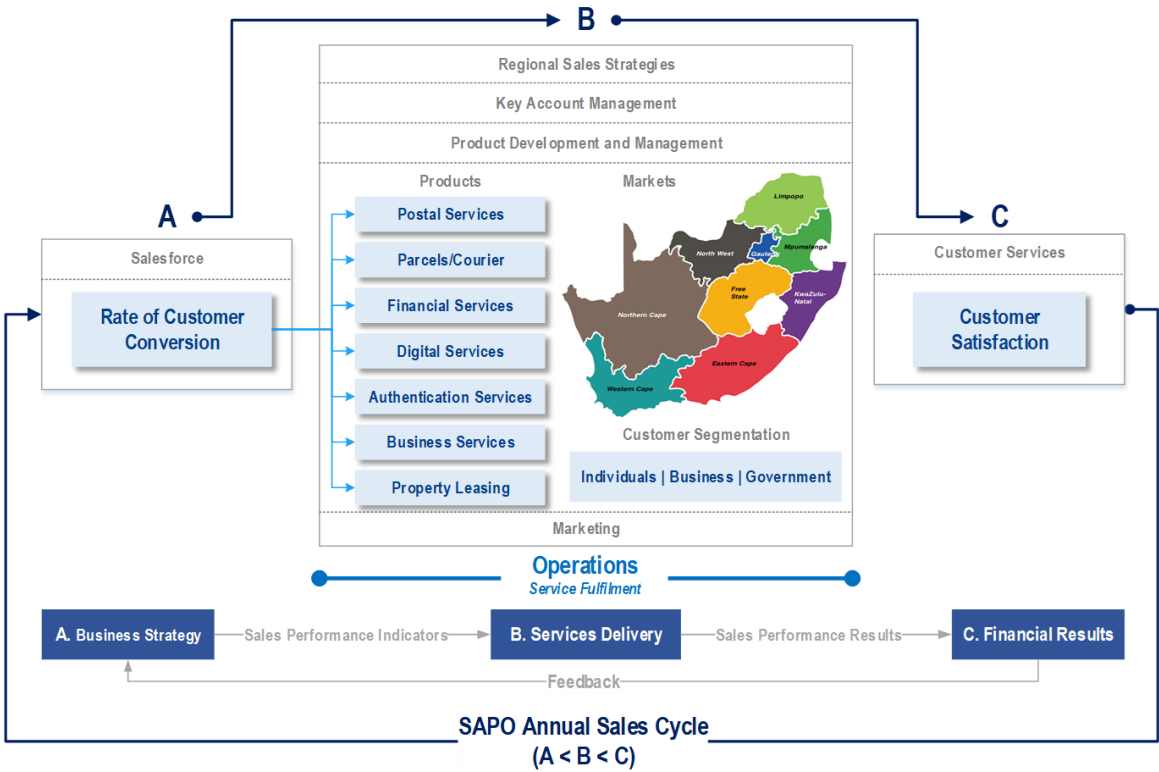 B
Regional Sales Strategies
Key Account Management
Product Development and Management
Products
Markets
A
C
Salesforce
Rate of Customer
Conversion
Postal Services
Parcels/Courier
Financial Services
Digital Services
Authentication Services
Business Services
Property Leasing
Limpopo
North West
Gauteng
Mpumalanga
Free
State
KwaZulu-
Natal
Northern Cape
Eastern Cape
Western Cape
Customer Segmentation
Individuals | Business | Government
Marketing
Customer Services
Customer
Satisfaction
Operations
Service Fulfilment
A. Business Strategy
Sales Performance Indicators
B. Services Delivery
Sales Performance Results
C. Financial Results
Feedback
SAPO Annual Sales Cycle
(A < B < C)